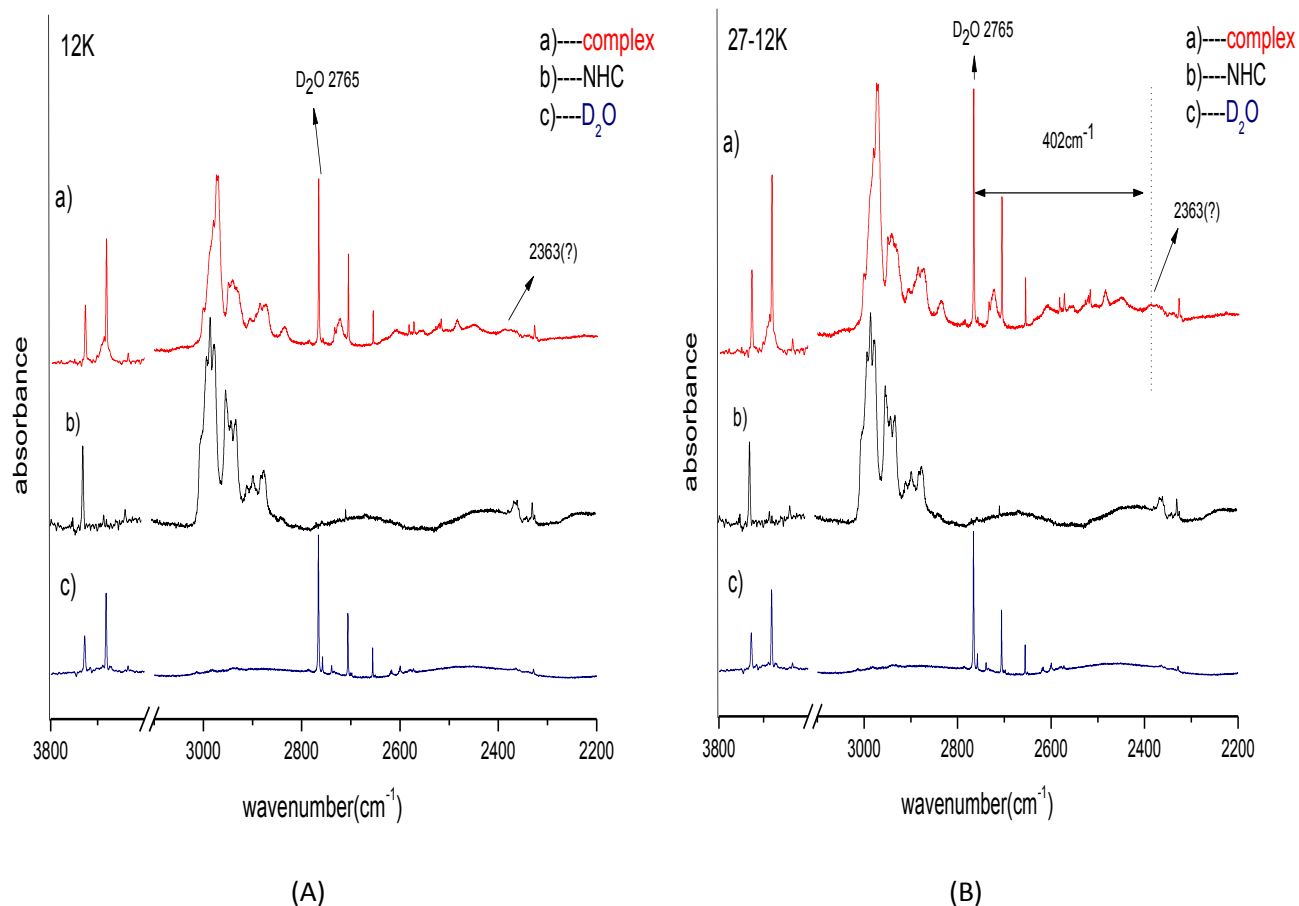 12K
a)----complex
b)----NHC
c)----D₂O
D₂O 2765
2363(?)
a)
b)
c)
absorbance
3800 3000 2800 2600 2400 2200
wavenumber(cm⁻¹)
(A)
27-12K
a)----complex
b)----NHC
c)----D₂O
D₂O 2765
402cm⁻¹
2363(?)
a)
b)
c)
absorbance
3800 3000 2800 2600 2400 2200
wavenumber(cm⁻¹)
(B)